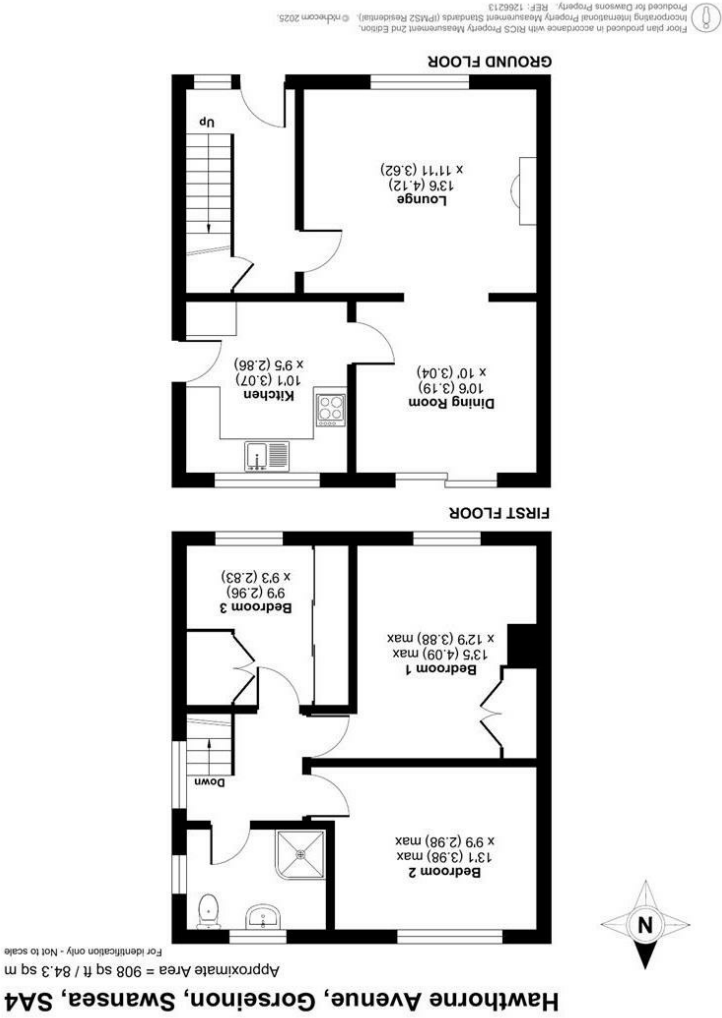 Hawthorne Avenue, Gorseinon, Swansea, SA4
Approximate Area = 908 sq ft / 84.3 sq m
For identification only - Not to scale
N
Bedroom 2
13'1 (3.98) max
x 9'9 (2.98) max
Down
Bedroom 1
13'5 (4.09) max
x 12'9 (3.88) max
Bedroom 3
9'9 (2.96)
x 9'3 (2.83)
FIRST FLOOR
Dining Room
10'6 (3.19)
x 10' (3.04)
Kitchen
10'1 (3.07)
x 9'5 (2.86)
Lounge
13'6 (4.12)
x 11'11 (3.62)
Up
GROUND FLOOR
Floor plan produced in accordance with RICS Property Measurement 2nd Edition,
Incorporating International Property Measurement Standards (IPMS2 Residential). © nichecom 2025.
Produced for Dawsons Property. REF: 1266213